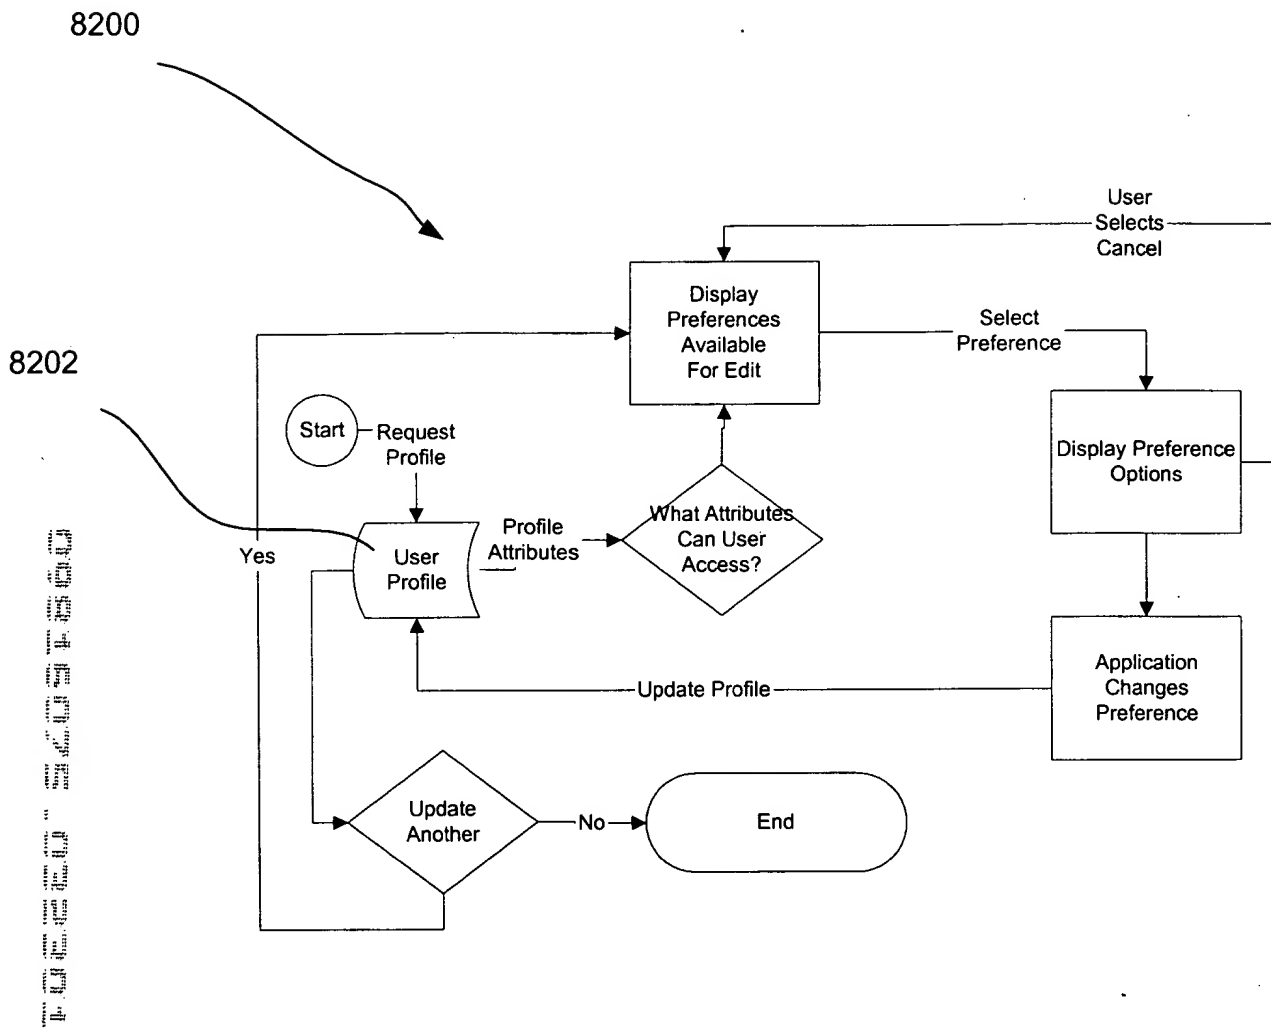 8200
User
Selects
Cancel
Display
Preferences
Available
For Edit
Select
Preference
8202
Start
Request
Profile
Display Preference
Options
What Attributes
Can User
Access?
Profile
Attributes
Yes
User
Profile
Application
Changes
Preference
Update Profile
Update
Another
No
End